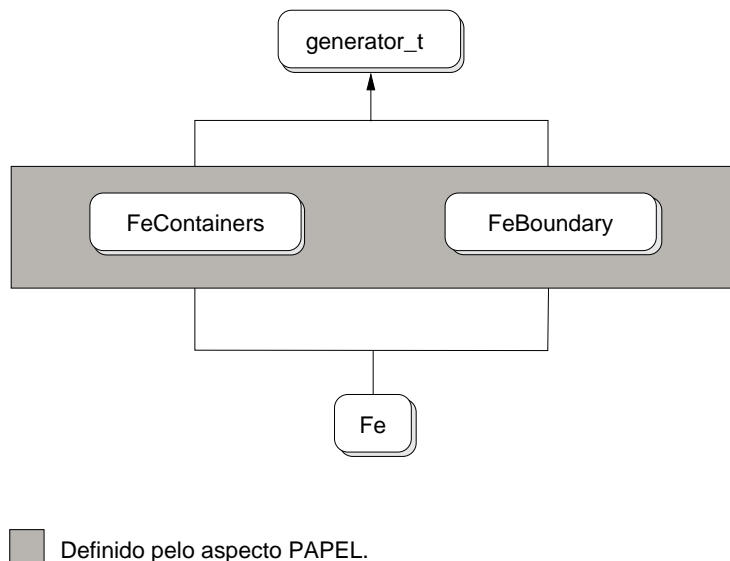 generator_t
FeContainers
FeBoundary
Fe
Definido pelo aspecto PAPEL.